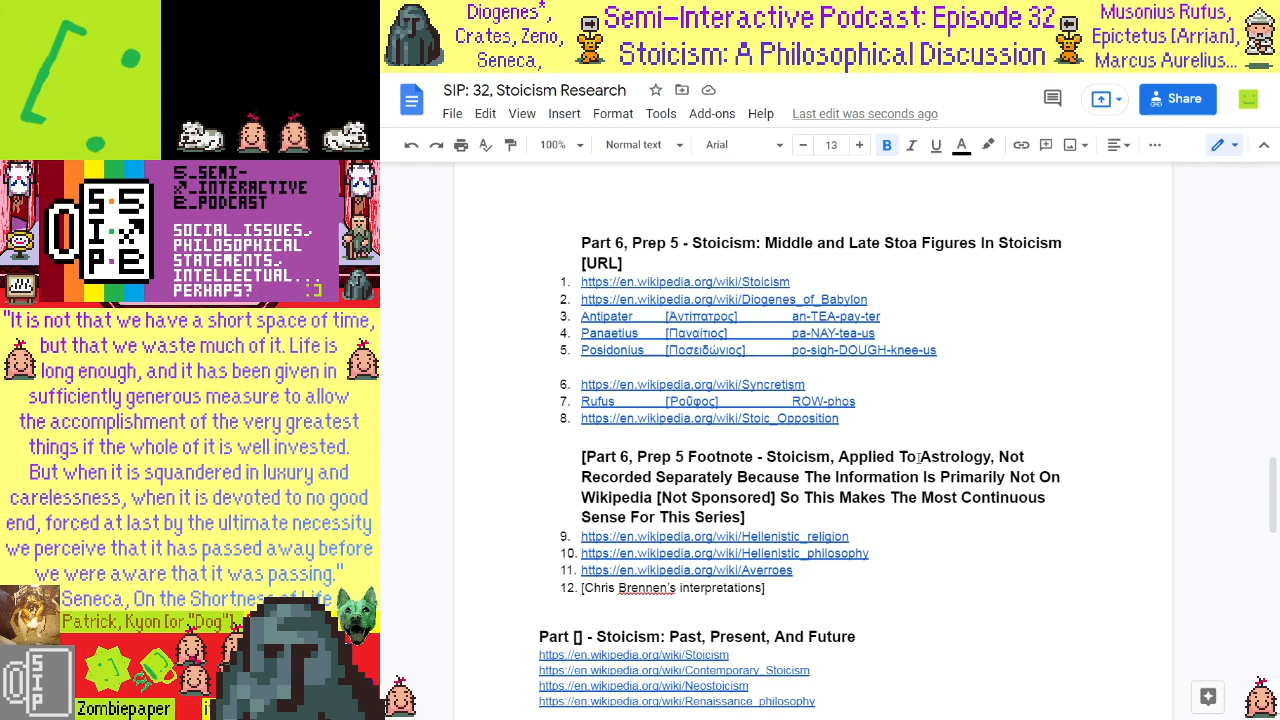 Diogenes*,
Crates, Zeno,
Seneca,
Semi-Interactive Podcast: Episode 32
Stoicism: A Philosophical Discussion
Musonius Rufus,
Epictetus [Arrian],
Marcus Aurelius...
SIP: 32, Stoicism Research
File Edit View Insert Format Tools Add-ons Help Last edit was seconds ago
Share
100% Normal text Arial 13 B I U A
S_SEMI-
_INTERACTIVE
_PODCAST
SOCIAL_ISSUES,
PHILOSOPHICAL
STATEMENTS,
INTELLECTUAL...
PERHAPS? :)
"It is not that we have a short space of time,
but that we waste much of it. Life is
long enough, and it has been given in
sufficiently generous measure to allow
the accomplishment of the very greatest
things if the whole of it is well invested.
But when it is squandered in luxury and
carelessness, when it is devoted to no good
end, forced at last by the ultimate necessity
we perceive that it has passed away before
we were aware that it was passing."
Seneca, On the Shortness of Life
Patrick, Kyon [or "Dog"]
SIP
Zombiepaper
Part 6, Prep 5 - Stoicism: Middle and Late Stoa Figures In Stoicism
[URL]
1. https://en.wikipedia.org/wiki/Stoicism
2. https://en.wikipedia.org/wiki/Diogenes_of_Babylon
3. Antipater [Ἀντίπατρος] an-TEA-pay-ter
4. Panaetius [Παναίτιος] pa-NAY-tea-us
5. Posidonius [Ποσειδώνιος] po-sigh-DOUGH-knee-us
6. https://en.wikipedia.org/wiki/Syncretism
7. Rufus [Ῥοῦφος] ROW-phos
8. https://en.wikipedia.org/wiki/Stoic_Opposition
[Part 6, Prep 5 Footnote - Stoicism, Applied To Astrology, Not
Recorded Separately Because The Information Is Primarily Not On
Wikipedia [Not Sponsored] So This Makes The Most Continuous
Sense For This Series]
9. https://en.wikipedia.org/wiki/Hellenistic_religion
10. https://en.wikipedia.org/wiki/Hellenistic_philosophy
11. https://en.wikipedia.org/wiki/Averroes
12. [Chris Brennen's interpretations]
Part [] - Stoicism: Past, Present, And Future
https://en.wikipedia.org/wiki/Stoicism
https://en.wikipedia.org/wiki/Contemporary_Stoicism
https://en.wikipedia.org/wiki/Neostoicism
https://en.wikipedia.org/wiki/Renaissance_philosophy